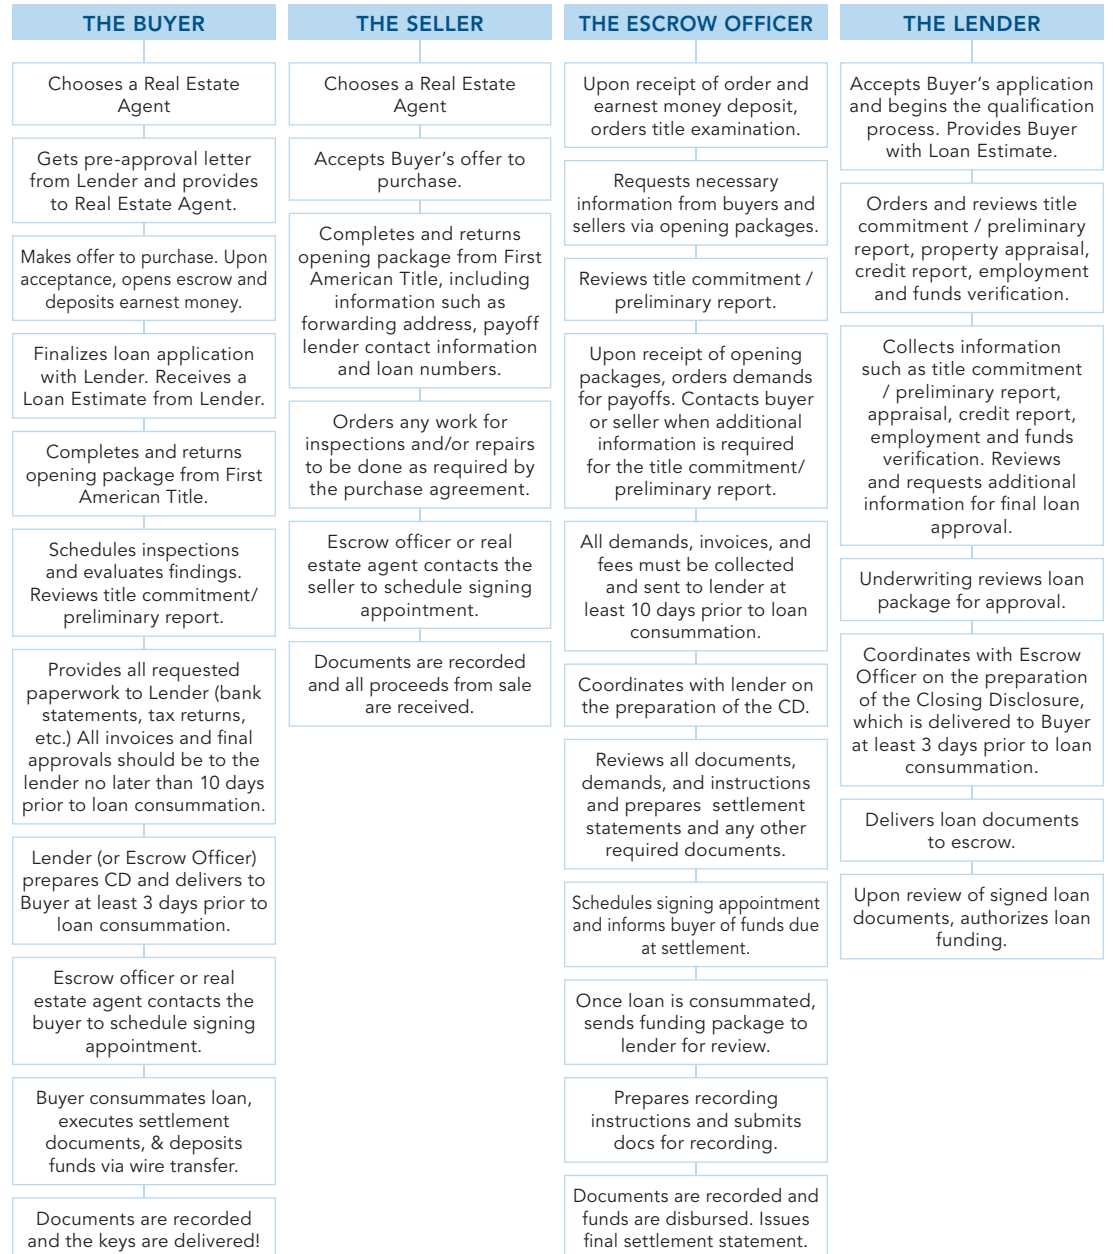 THE BUYER
Chooses a Real Estate
Agent
Gets pre-approval letter
from Lender and provides
to Real Estate Agent.
Makes offer to purchase. Upon
acceptance, opens escrow and
deposits earnest money.
Finalizes loan application
with Lender. Receives a
Loan Estimate from Lender.
Completes and returns
opening package from First
American Title.
Schedules inspections
and evaluates findings.
Reviews title commitment/
preliminary report.
Provides all requested
paperwork to Lender (bank
statements, tax returns,
etc.) All invoices and final
approvals should be to the
lender no later than 10 days
prior to loan consummation.
Lender (or Escrow Officer)
prepares CD and delivers to
Buyer at least 3 days prior to
loan consummation.
Escrow officer or real
estate agent contacts the
buyer to schedule signing
appointment.
Buyer consummates loan,
executes settlement
documents, & deposits
funds via wire transfer.
Documents are recorded
and the keys are delivered!
THE SELLER
Chooses a Real Estate
Agent
Accepts Buyer’s offer to
purchase.
Completes and returns
opening package from First
American Title, including
information such as
forwarding address, payoff
lender contact information
and loan numbers.
Orders any work for
inspections and/or repairs
to be done as required by
the purchase agreement.
Escrow officer or real
estate agent contacts the
seller to schedule signing
appointment.
Documents are recorded
and all proceeds from sale
are received.
THE ESCROW OFFICER
Upon receipt of order and
earnest money deposit,
orders title examination.
Requests necessary
information from buyers and
sellers via opening packages.
Reviews title commitment /
preliminary report.
Upon receipt of opening
packages, orders demands
for payoffs. Contacts buyer
or seller when additional
information is required
for the title commitment/
preliminary report.
All demands, invoices, and
fees must be collected
and sent to lender at
least 10 days prior to loan
consummation.
Coordinates with lender on
the preparation of the CD.
Reviews all documents,
demands, and instructions
and prepares settlement
statements and any other
required documents.
Schedules signing appointment
and informs buyer of funds due
at settlement.
Once loan is consummated,
sends funding package to
lender for review.
Prepares recording
instructions and submits
docs for recording.
Documents are recorded and
funds are disbursed. Issues
final settlement statement.
THE LENDER
Accepts Buyer’s application
and begins the qualification
process. Provides Buyer
with Loan Estimate.
Orders and reviews title
commitment / preliminary
report, property appraisal,
credit report, employment
and funds verification.
Collects information
such as title commitment
/ preliminary report,
appraisal, credit report,
employment and funds
verification. Reviews
and requests additional
information for final loan
approval.
Underwriting reviews loan
package for approval.
Coordinates with Escrow
Officer on the preparation
of the Closing Disclosure,
which is delivered to Buyer
at least 3 days prior to loan
consummation.
Delivers loan documents
to escrow.
Upon review of signed loan
documents, authorizes loan
funding.